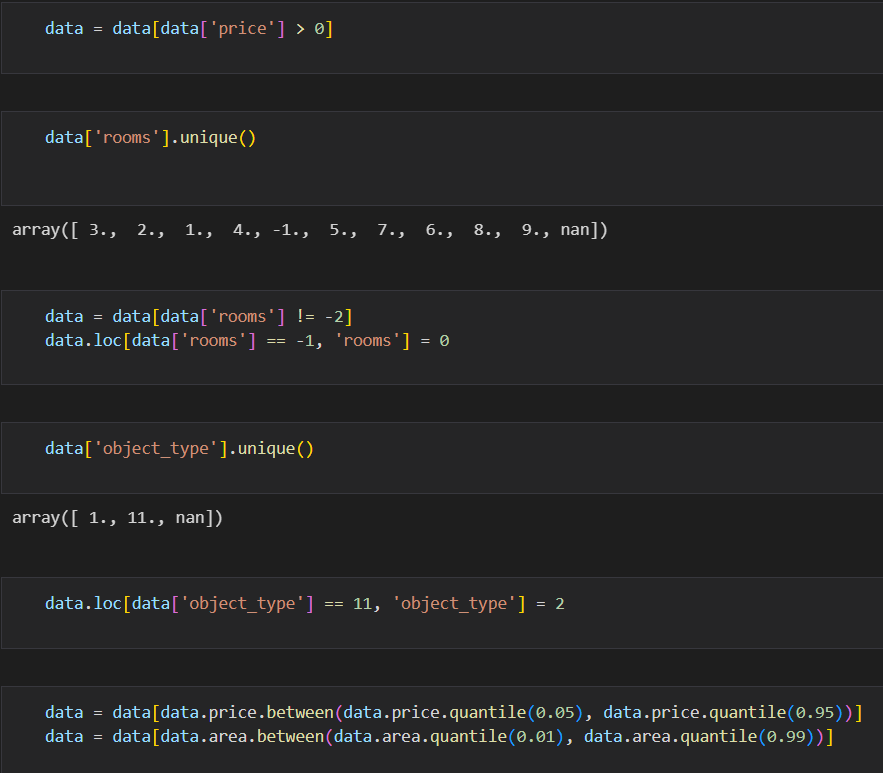 data = data[data['price'] > 0]
data['rooms'].unique()
array([ 3.,  2.,  1.,  4., -1.,  5.,  7.,  6.,  8.,  9., nan])
data = data[data['rooms'] != -2]
data.loc[data['rooms'] == -1, 'rooms'] = 0
data['object_type'].unique()
array([ 1., 11., nan])
data.loc[data['object_type'] == 11, 'object_type'] = 2
data = data[data.price.between(data.price.quantile(0.05), data.price.quantile(0.95))]
data = data[data.area.between(data.area.quantile(0.01), data.area.quantile(0.99))]